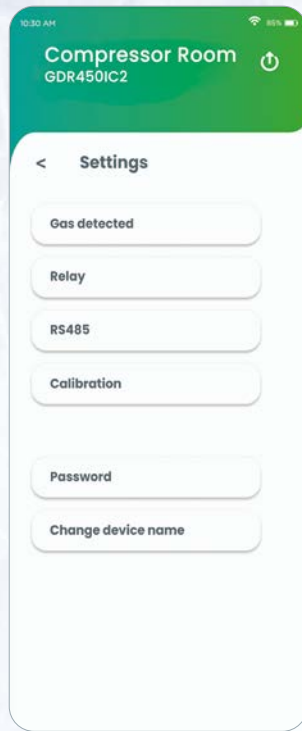 10:30 AM 85%
Compressor Room
GDR450IC2
< Settings
Gas detected
Relay
RS485
Calibration
Password
Change device name